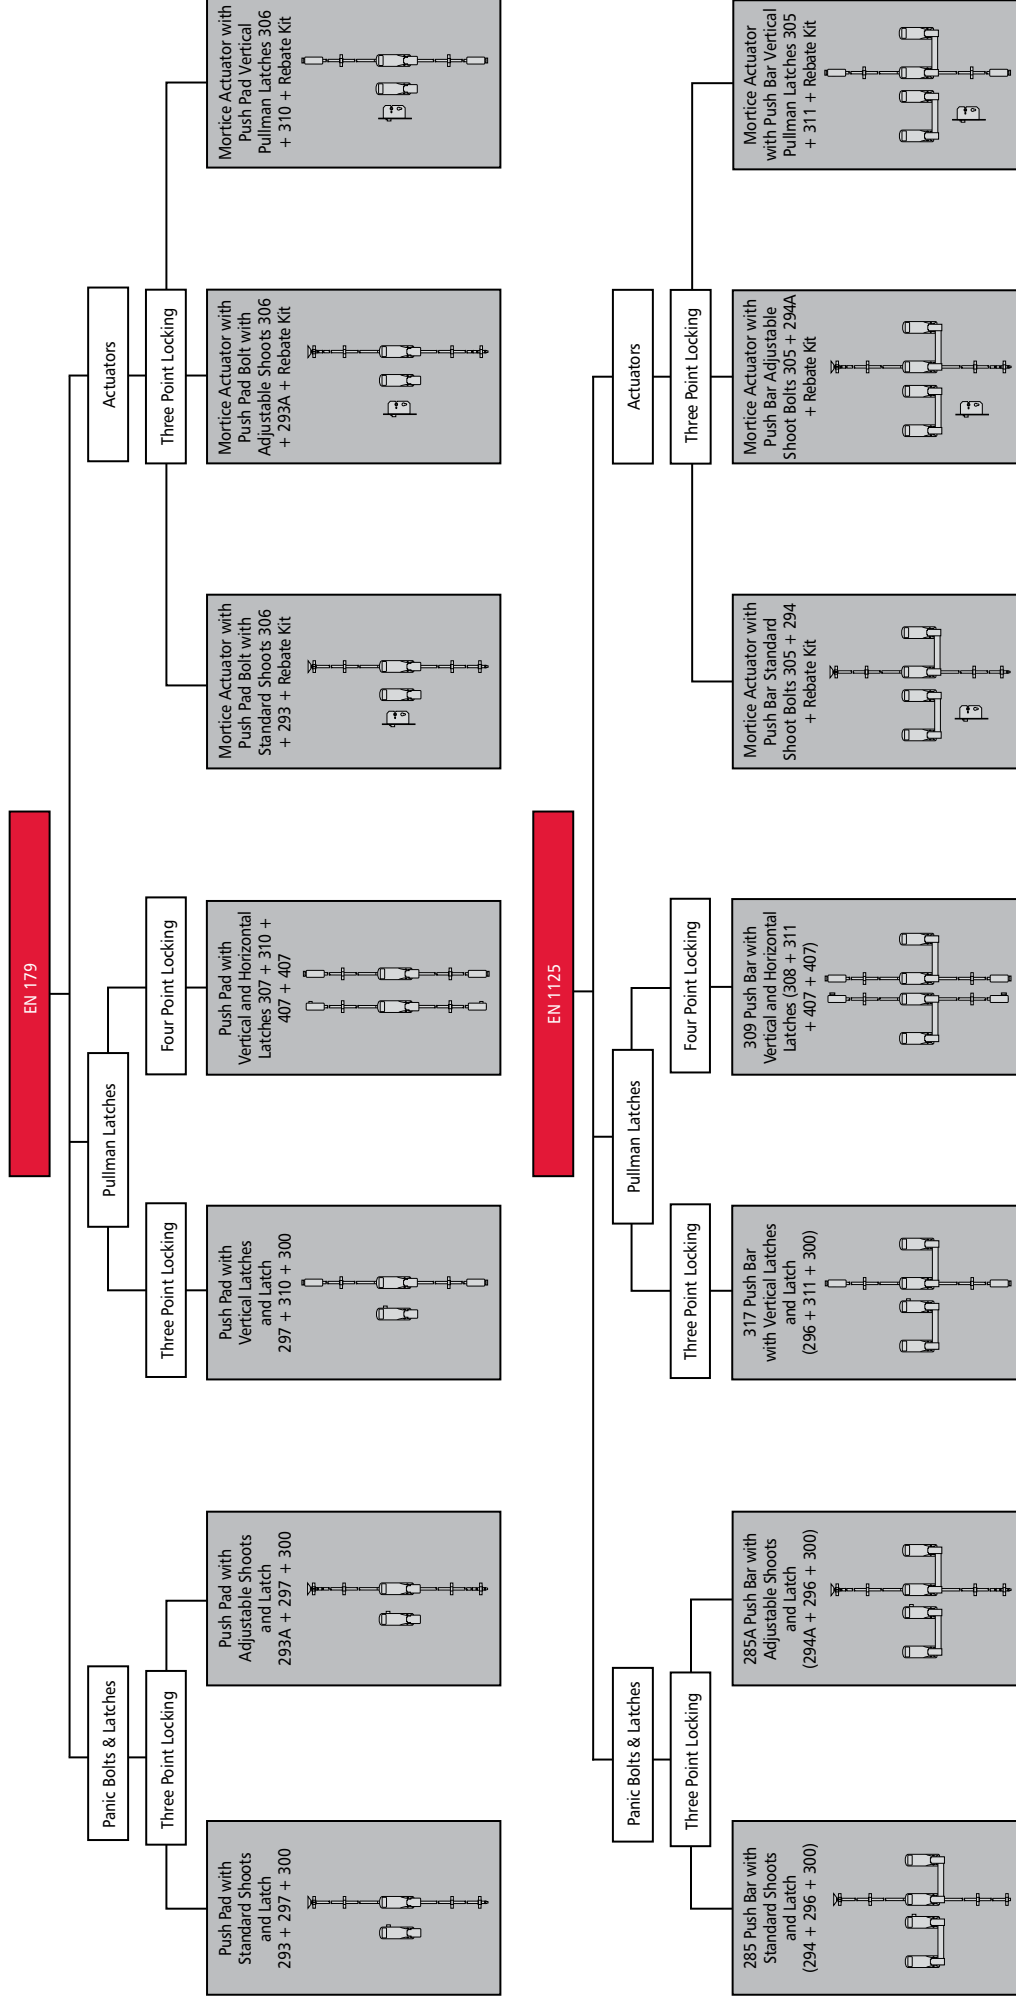 EN 179
Panic Bolts & Latches
Pullman Latches
Actuators
Three Point Locking
Three Point Locking
Four Point Locking
Three Point Locking
Push Pad with
Standard Shoots
and Latch
293 + 297 + 300
Push Pad with
Adjustable Shoots
and Latch
293A + 297 + 300
Push Pad with
Vertical Latches
and Latch
297 + 310 + 300
Push Pad with
Vertical and Horizontal
Latches 307 + 310 +
407 + 407
Mortice Actuator with
Push Pad Bolt with
Standard Shoots 306
+ 293 + Rebate Kit
Mortice Actuator with
Push Pad Bolt with
Adjustable Shoots 306
+ 293A + Rebate Kit
Mortice Actuator with
Push Pad Vertical
Pullman Latches 306
+ 310 + Rebate Kit
EN 1125
Panic Bolts & Latches
Pullman Latches
Actuators
Three Point Locking
Three Point Locking
Four Point Locking
Three Point Locking
285 Push Bar with
Standard Shoots
and Latch
(294 + 296 + 300)
285A Push Bar with
Adjustable Shoots
and Latch
(294A + 296 + 300)
317 Push Bar
with Vertical Latches
and Latch
(296 + 311 + 300)
309 Push Bar with
Vertical and Horizontal
Latches (308 + 311
+ 407 + 407)
Mortice Actuator with
Push Bar Standard
Shoot Bolts 305 + 294
+ Rebate Kit
Mortice Actuator with
Push Bar Adjustable
Shoot Bolts 305 + 294A
+ Rebate Kit
Mortice Actuator
with Push Bar Vertical
Pullman Latches 305
+ 311 + Rebate Kit